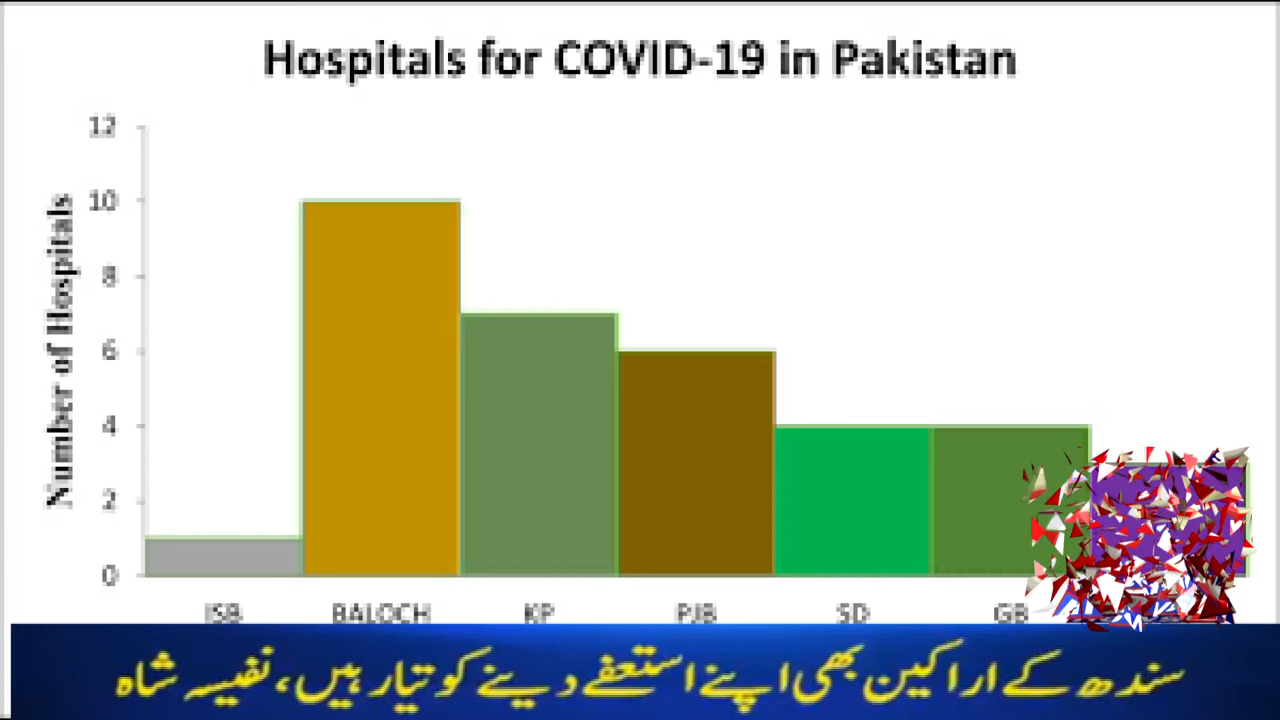 Hospitals for COVID-19 in Pakistan
Number of Hospitals
12
10
8
6
4
2
0
ISB BALOCH KP PJB SD GB
سندھ کے اراکین بھی اپنے استعفے دینے کو تیار ہیں، نفیسہ شاہ